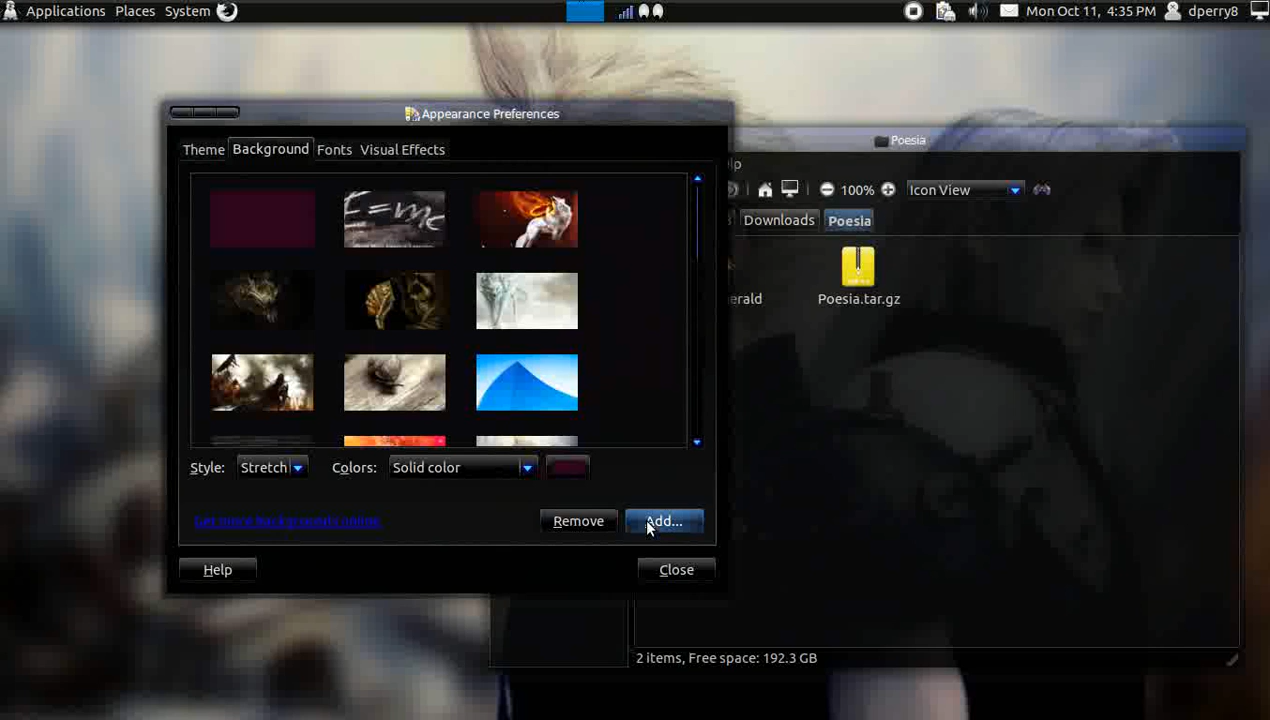 Applications Places System
Mon Oct 11, 4:35 PM dperry8
Appearance Preferences
Poesia
Theme Background Fonts Visual Effects
100% Icon View
Downloads Poesia
E=mc
Poesia.tar.gz
Style: Stretch Colors: Solid color
Get more backgrounds online
Remove Add...
Help Close
2 items, Free space: 192.3 GB